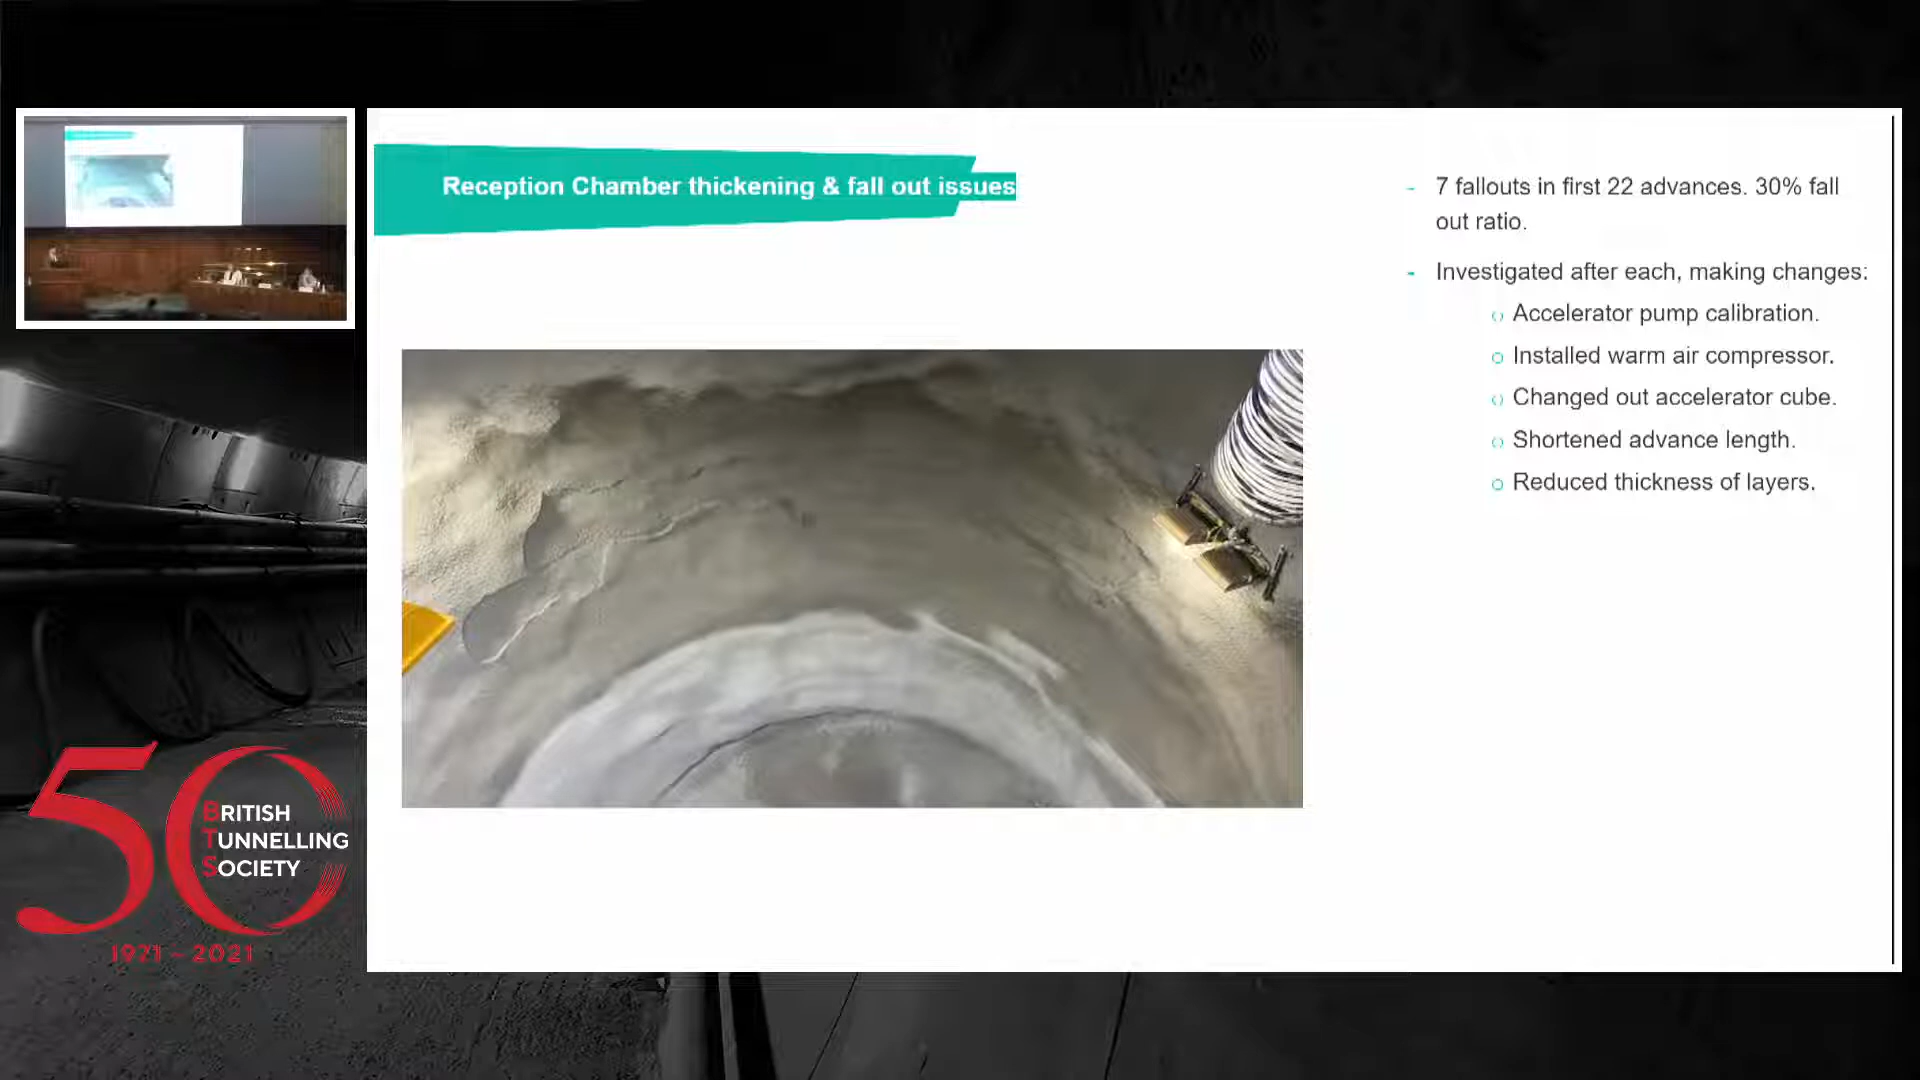 Reception Chamber thickening & fall out issues
- 7 fallouts in first 22 advances. 30% fall
out ratio.
- Investigated after each, making changes:
Accelerator pump calibration.
Installed warm air compressor.
Changed out accelerator cube.
Shortened advance length.
Reduced thickness of layers.
50
BRITISH
TUNNELLING
SOCIETY
1971 - 2021